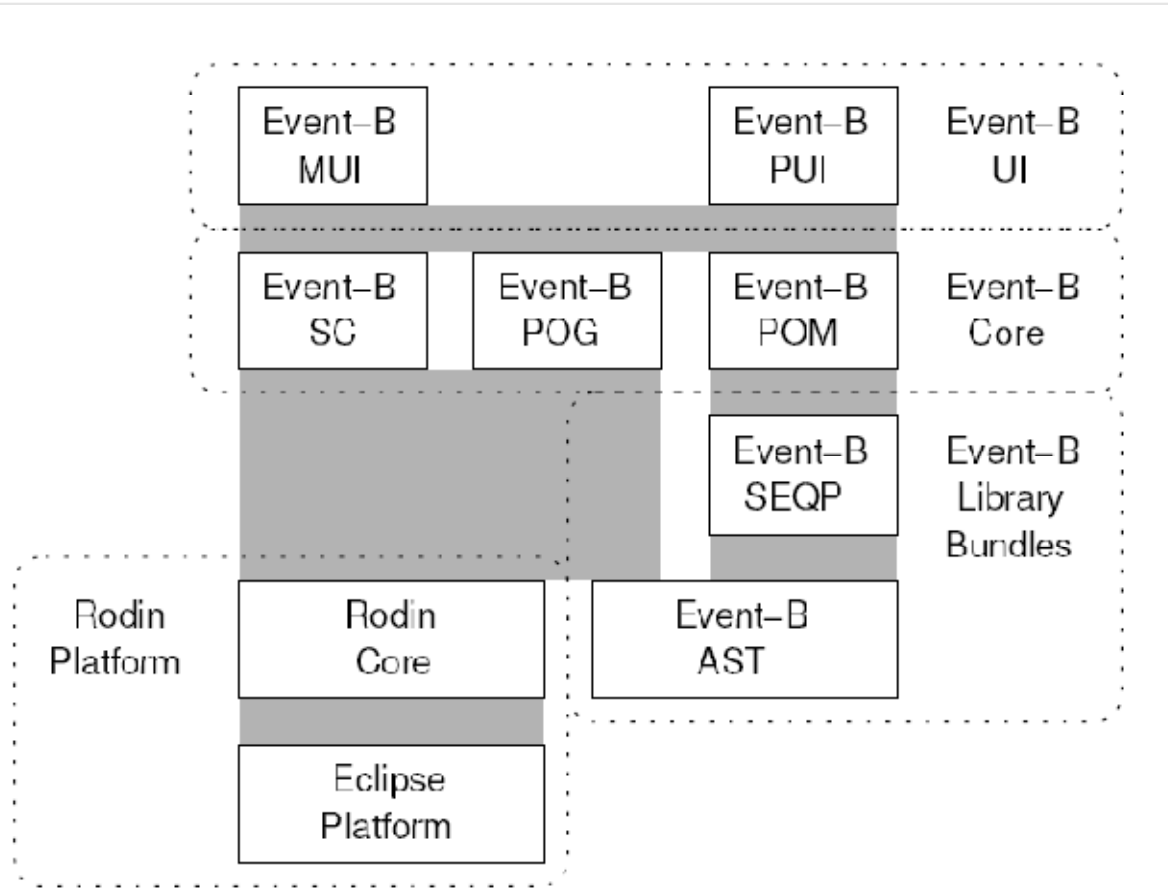 Event–B
MUI
Event–B
PUI
Event–B
UI
Event–B
SC
Event–B
POG
Event–B
POM
Event–B
Core
Event–B
SEQP
Event–B
Library
Bundles
Rodin
Platform
Rodin
Core
Event–B
AST
Eclipse
Platform